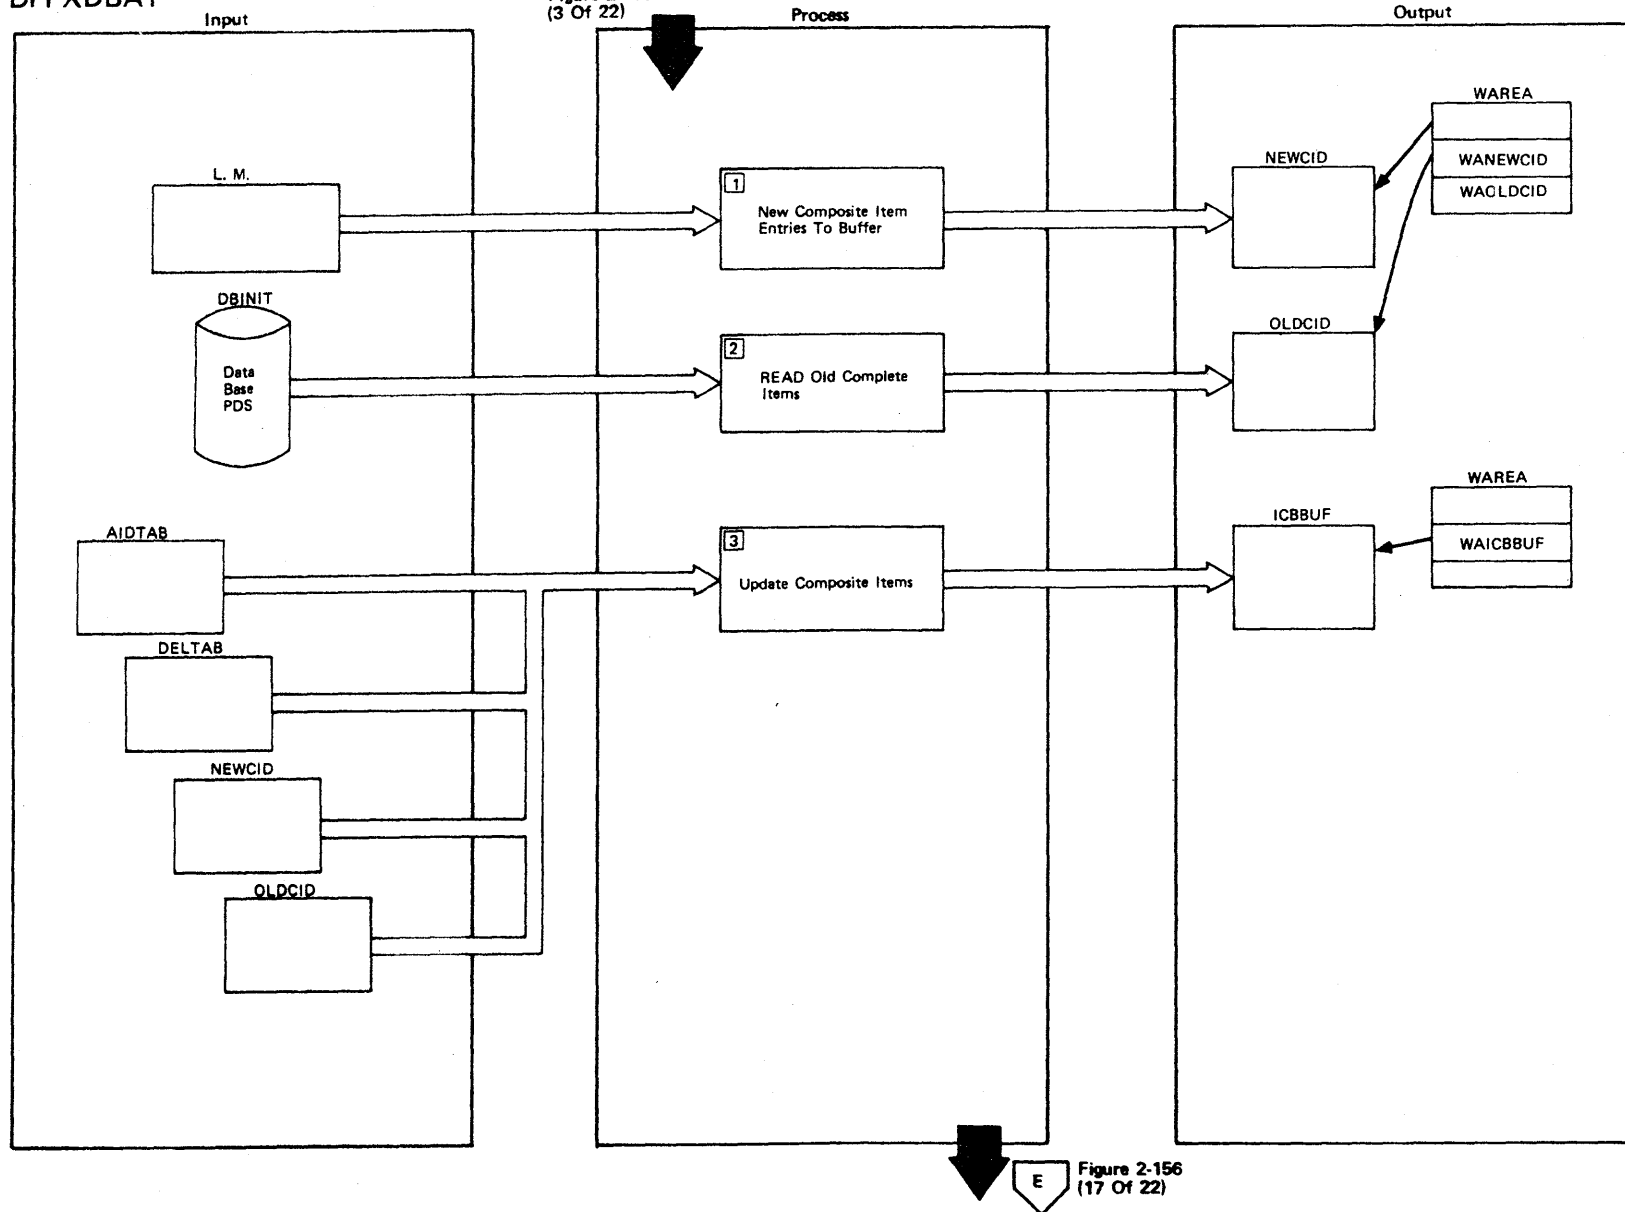 Input
(3 Of 22)
Process
Output
WAREA
NEWCID
WANEWCID
WAOLDCID
L. M.
1
New Composite Item
Entries To Buffer
DBINIT
OLDCID
Data
Base
PDS
2
READ Old Complete
Items
WAREA
AIDTAB
ICBBUF
3
WAICBBUF
Update Composite Items
DELTAB
NEWCID
OLDCID
E
Figure 2-156
(17 Of 22)